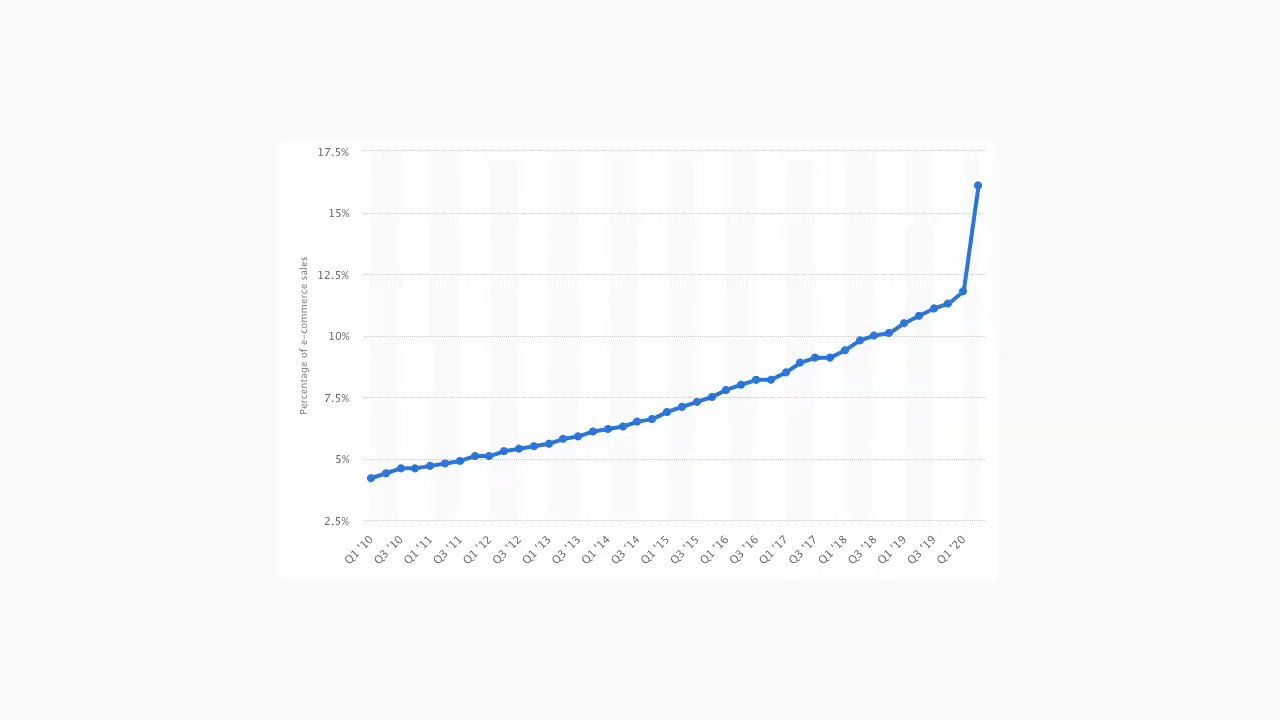 17.5%
15%
12.5%
10%
7.5%
5%
2.5%
Percentage of e-commerce sales
Q1 '10
Q3 '10
Q1 '11
Q3 '11
Q1 '12
Q3 '12
Q1 '13
Q3 '13
Q1 '14
Q3 '14
Q1 '15
Q3 '15
Q1 '16
Q3 '16
Q1 '17
Q3 '17
Q1 '18
Q3 '18
Q1 '19
Q3 '19
Q1 '20